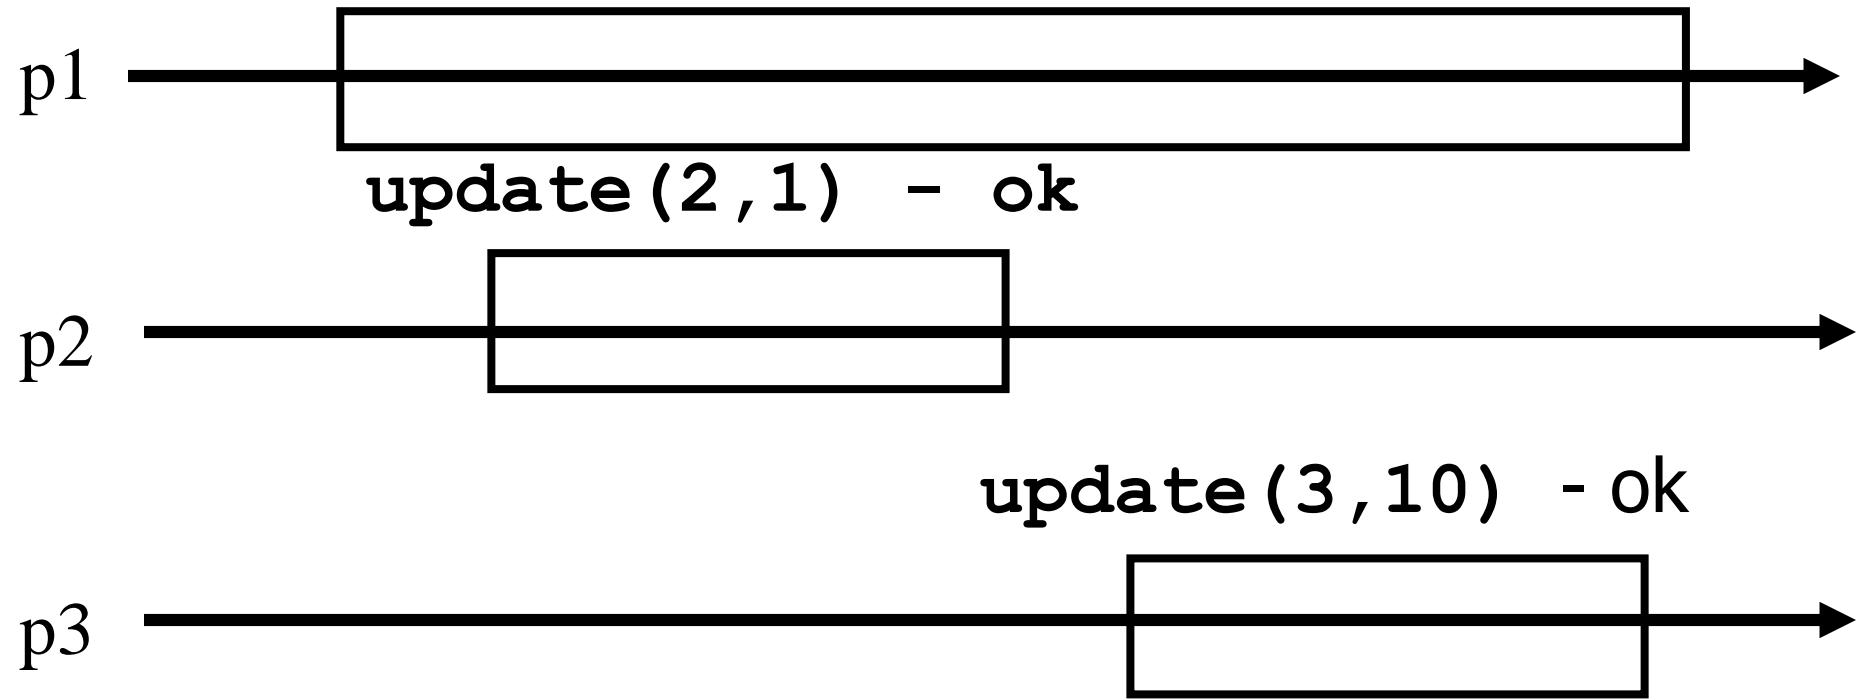 p1
update(2,1) - ok
p2
update(3,10) - ok
p3